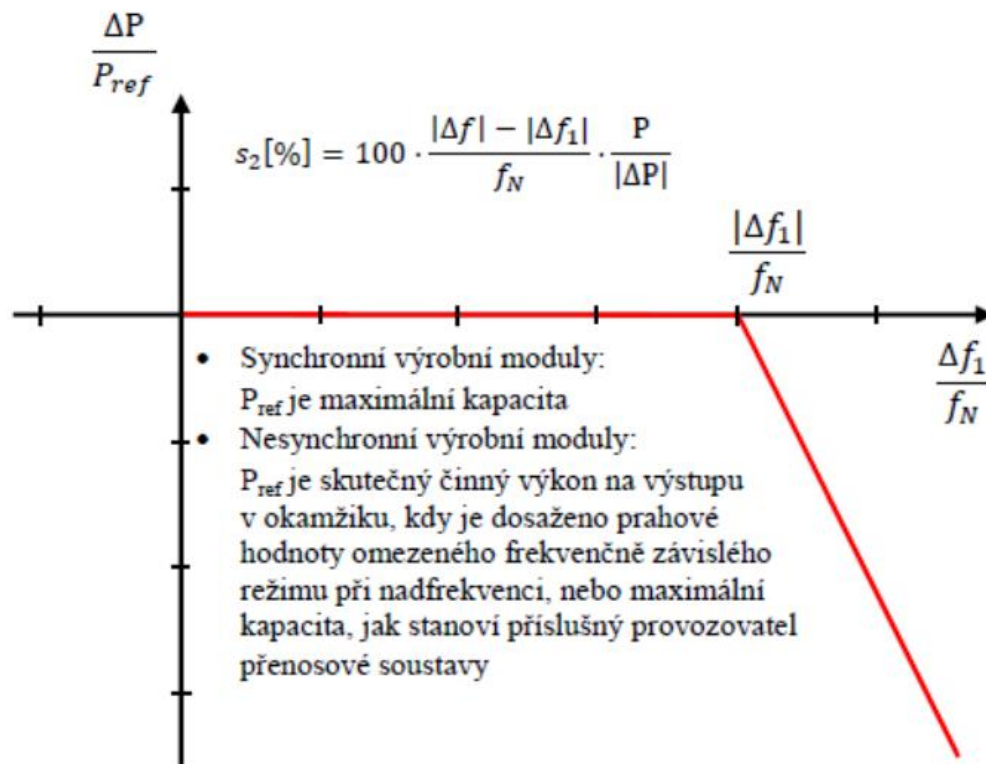 ΔP / P_ref
s₂[%] = 100 · (|Δf| − |Δf₁|) / f_N · P / |ΔP|
|Δf₁| / f_N
Δf₁ / f_N
• Synchronní výrobní moduly:
P_ref je maximální kapacita
• Nesynchronní výrobní moduly:
P_ref je skutečný činný výkon na výstupu
v okamžiku, kdy je dosaženo prahové
hodnoty omezeného frekvenčně závislého
režimu při nadfrekvenci, nebo maximální
kapacita, jak stanoví příslušný provozovatel
přenosové soustavy